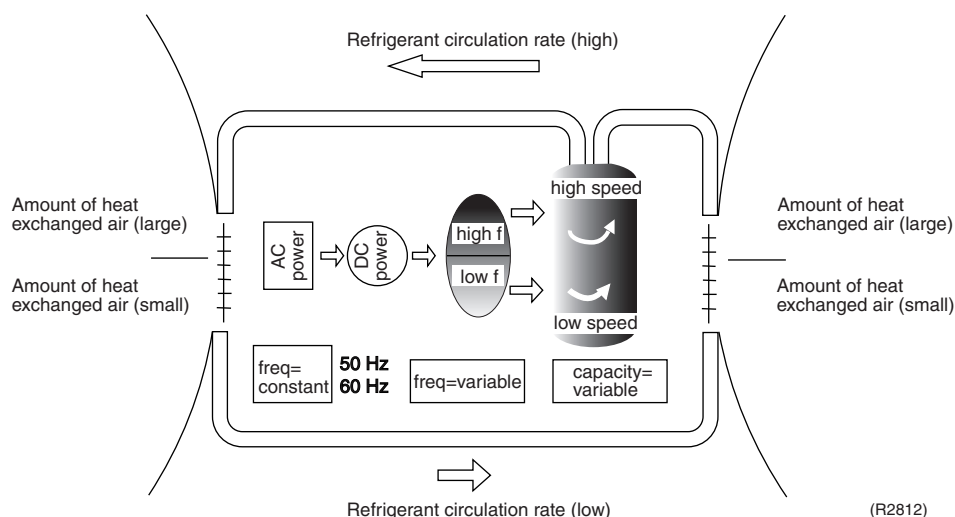 Refrigerant circulation rate (high)
high speed
Amount of heat
exchanged air (large)
Amount of heat
exchanged air (large)
AC
power
DC
power
high f
low f
Amount of heat
exchanged air (small)
Amount of heat
exchanged air (small)
low speed
freq=
constant
50 Hz
60 Hz
freq=variable
capacity=
variable
Refrigerant circulation rate (low)
(R2812)